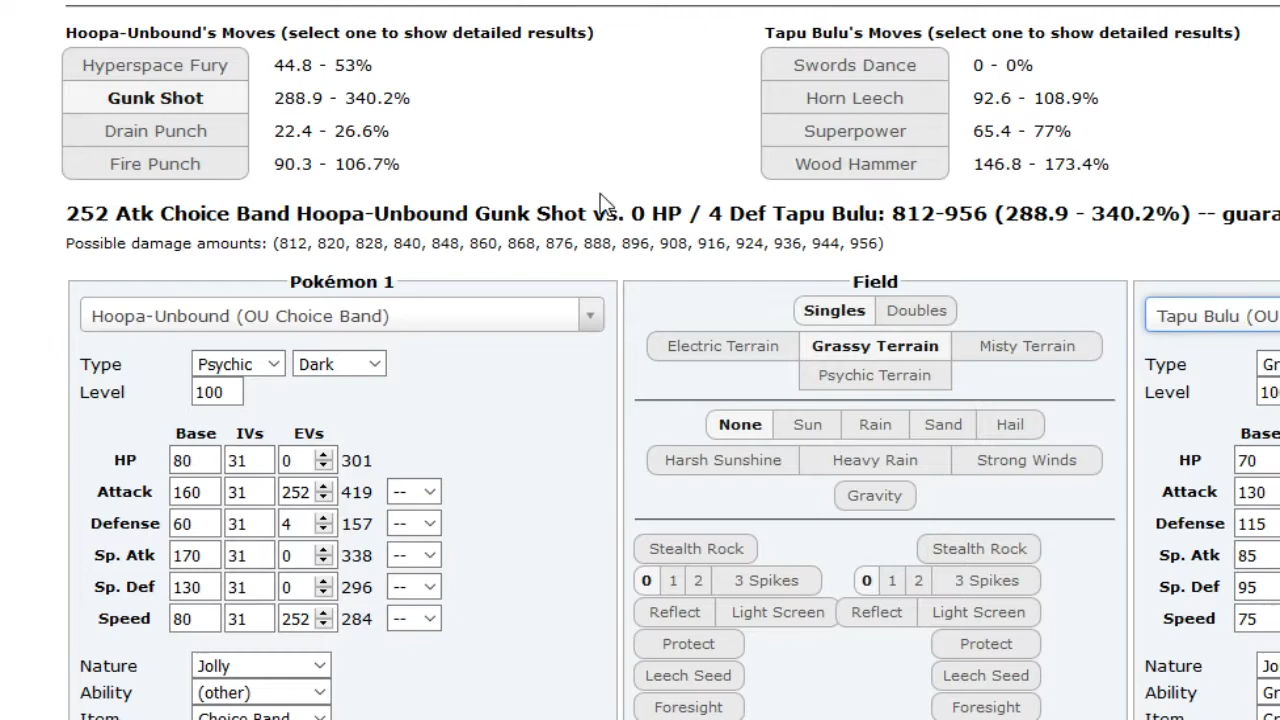 Hoopa-Unbound's Moves (select one to show detailed results)
Tapu Bulu's Moves (select one to show detailed results)
Hyperspace Fury 44.8 - 53%
Swords Dance 0 - 0%
Gunk Shot 288.9 - 340.2%
Horn Leech 92.6 - 108.9%
Drain Punch 22.4 - 26.6%
Superpower 65.4 - 77%
Fire Punch 90.3 - 106.7%
Wood Hammer 146.8 - 173.4%
252 Atk Choice Band Hoopa-Unbound Gunk Shot vs. 0 HP / 4 Def Tapu Bulu: 812-956 (288.9 - 340.2%) -- guara
Possible damage amounts: (812, 820, 828, 840, 848, 860, 868, 876, 888, 896, 908, 916, 924, 936, 944, 956)
Pokémon 1
Hoopa-Unbound (OU Choice Band)
Type Psychic Dark
Level 100
Base IVs EVs
HP 80 31 0 301
Attack 160 31 252 419 --
Defense 60 31 4 157 --
Sp. Atk 170 31 0 338 --
Sp. Def 130 31 0 296 --
Speed 80 31 252 284 --
Nature Jolly
Ability (other)
Item Choice Band
Field
Singles Doubles
Electric Terrain Grassy Terrain Misty Terrain
Psychic Terrain
None Sun Rain Sand Hail
Harsh Sunshine Heavy Rain Strong Winds
Gravity
Stealth Rock Stealth Rock
0 1 2 3 Spikes 0 1 2 3 Spikes
Reflect Light Screen Reflect Light Screen
Protect Protect
Leech Seed Leech Seed
Foresight Foresight
Tapu Bulu (OU
Type Gr
Level 10
Base
HP 70
Attack 130
Defense 115
Sp. Atk 85
Sp. Def 95
Speed 75
Nature Jo
Ability Gr
Item